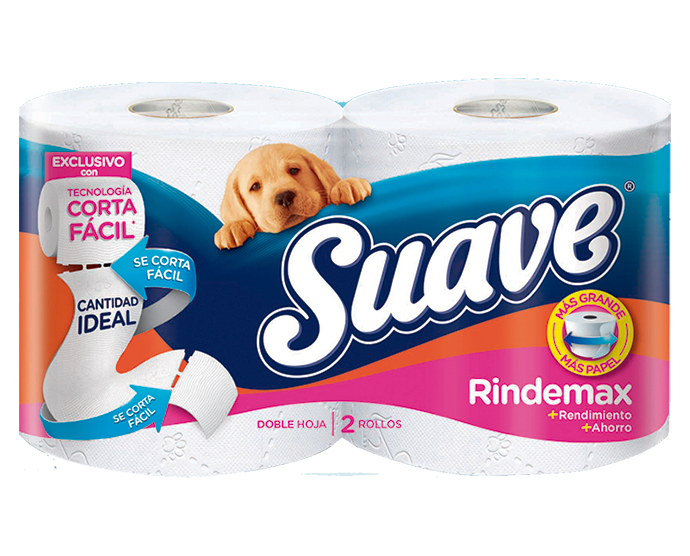 EXCLUSIVO
con
TECNOLOGÍA
CORTA
FÁCIL*
SE CORTA
FÁCIL
CANTIDAD
IDEAL
SE CORTA
FÁCIL
Suave®
MÁS GRANDE
MÁS PAPEL
Rindemax
+Rendimiento
+Ahorro
DOBLE HOJA | 2 ROLLOS